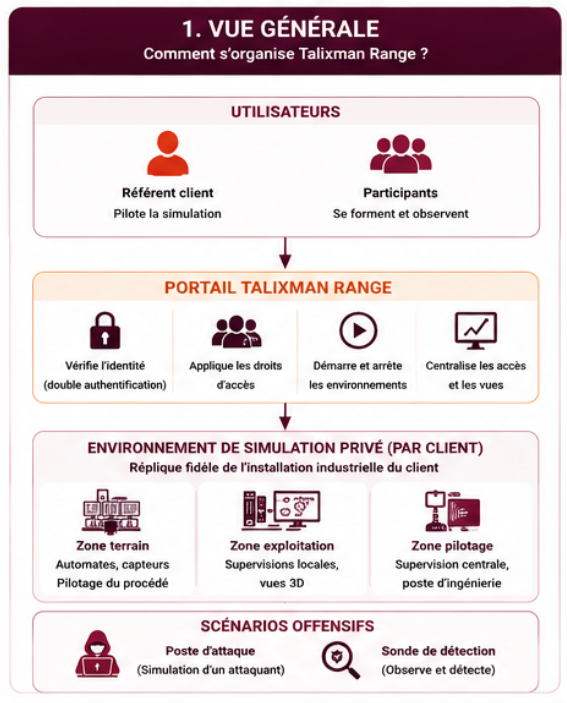 1. VUE GÉNÉRALE
Comment s'organise Talixman Range ?
UTILISATEURS
Référent client
Pilote la simulation
Participants
Se forment et observent
PORTAIL TALIXMAN RANGE
Vérifie l'identité
(double authentification)
Applique les droits
d'accès
Démarre et arrête
les environnements
Centralise les accès
et les vues
ENVIRONNEMENT DE SIMULATION PRIVÉ (PAR CLIENT)
Réplique fidèle de l'installation industrielle du client
Zone terrain
Automates, capteurs
Pilotage du procédé
Zone exploitation
Supervisions locales,
vues 3D
Zone pilotage
Supervision centrale,
poste d'ingénierie
SCÉNARIOS OFFENSIFS
Poste d'attaque
(Simulation d'un attaquant)
Sonde de détection
(Observe et détecte)